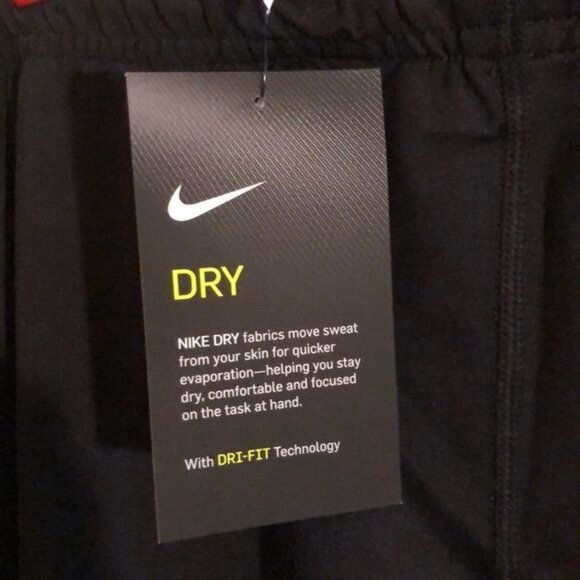 DRY
NIKE DRY fabrics move sweat
from your skin for quicker
evaporation—helping you stay
dry, comfortable and focused
on the task at hand.
With DRI-FIT Technology